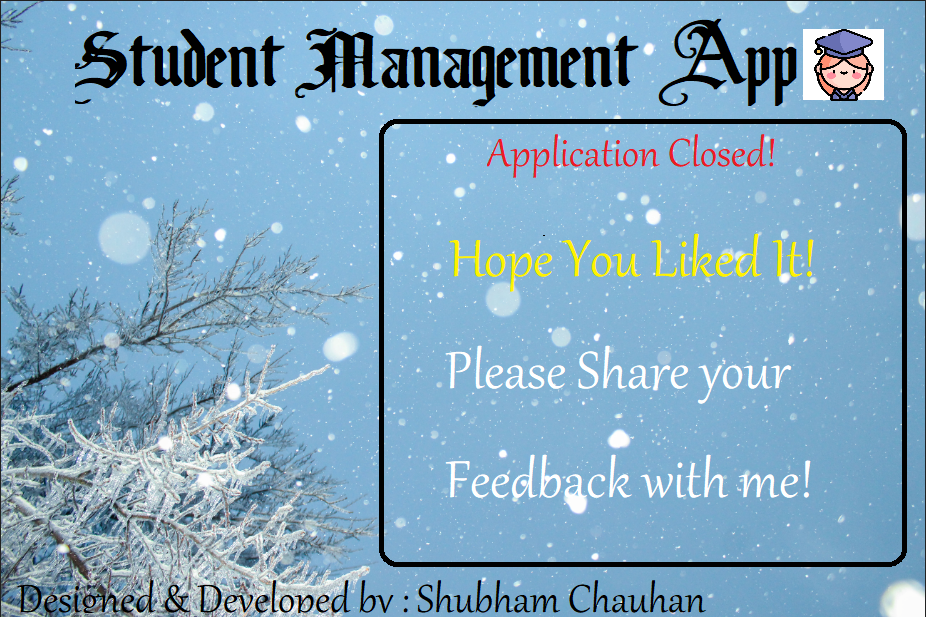 Student Management App
Application Closed!
Hope You Liked It!
Please Share your
Feedback with me!
Designed & Developed by : Shubham Chauhan